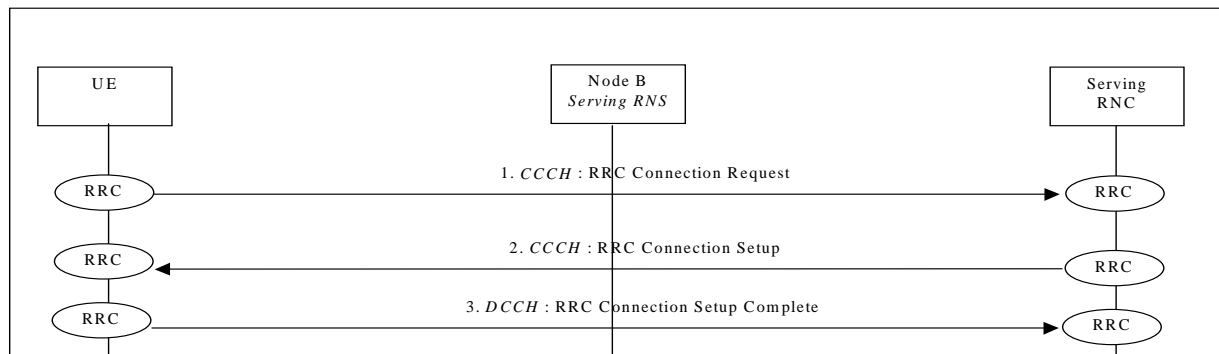 UE
Node B
Serving RNS
Serving
RNC
1. CCCH : RRC Connection Request
RRC
RRC
2. CCCH : RRC Connection Setup
RRC
RRC
3. DCCH : RRC Connection Setup Complete
RRC
RRC